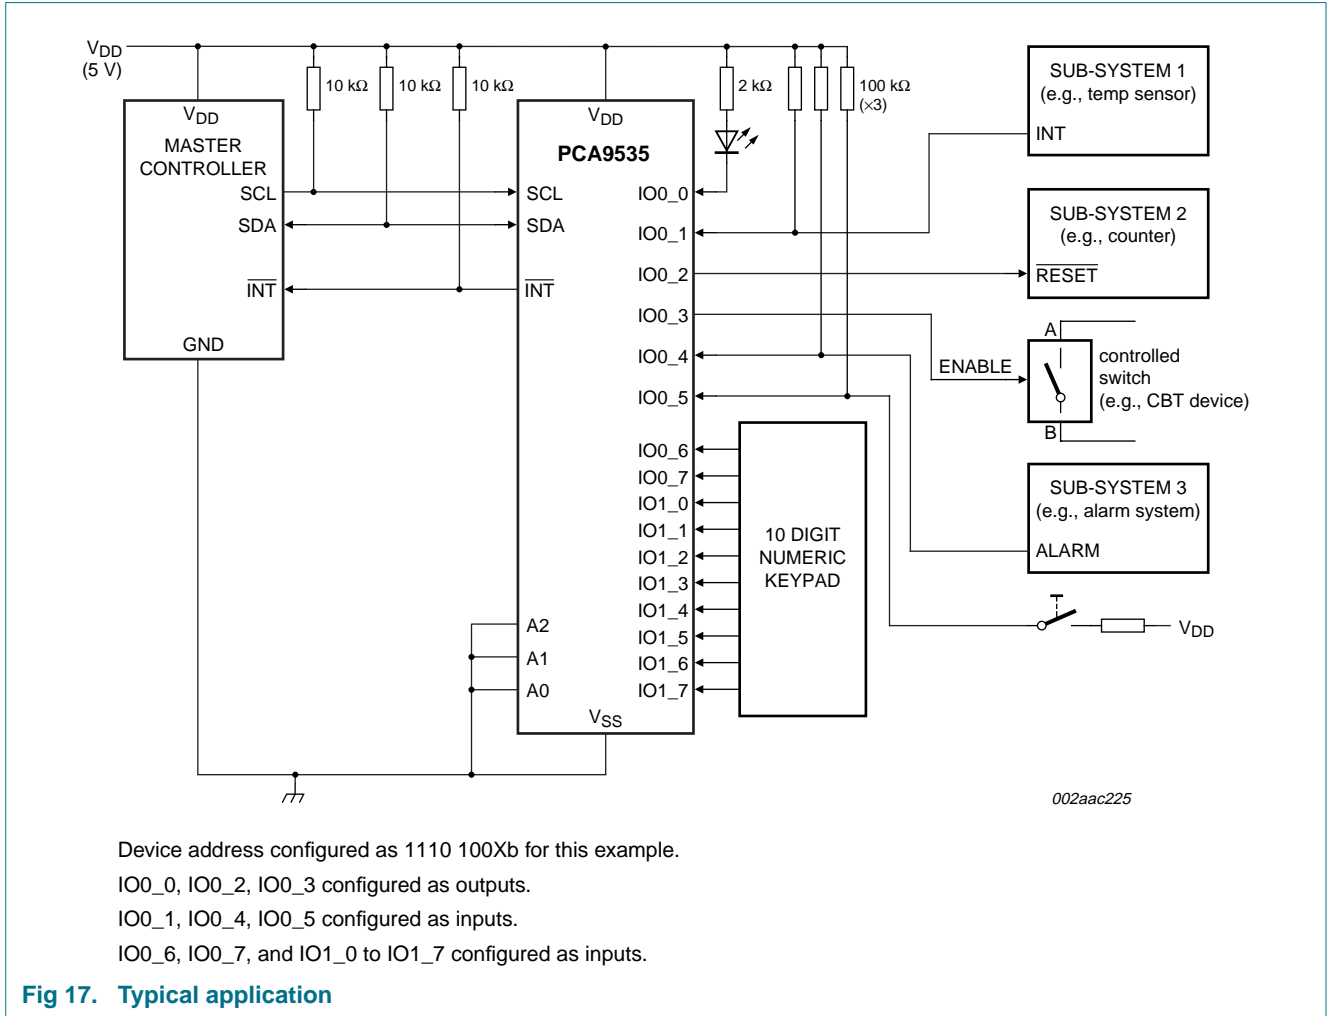 VDD
(5 V)
10 kΩ
10 kΩ
10 kΩ
2 kΩ
100 kΩ
(×3)
VDD
MASTER
CONTROLLER
SCL
SDA
INT
GND
VDD
PCA9535
SCL
SDA
INT
A2
A1
A0
VSS
IO0_0
IO0_1
IO0_2
IO0_3
IO0_4
IO0_5
IO0_6
IO0_7
IO1_0
IO1_1
IO1_2
IO1_3
IO1_4
IO1_5
IO1_6
IO1_7
10 DIGIT
NUMERIC
KEYPAD
SUB-SYSTEM 1
(e.g., temp sensor)
INT
SUB-SYSTEM 2
(e.g., counter)
RESET
A
ENABLE
B
controlled
switch
(e.g., CBT device)
SUB-SYSTEM 3
(e.g., alarm system)
ALARM
VDD
002aac225
Device address configured as 1110 100Xb for this example.
IO0_0, IO0_2, IO0_3 configured as outputs.
IO0_1, IO0_4, IO0_5 configured as inputs.
IO0_6, IO0_7, and IO1_0 to IO1_7 configured as inputs.
Fig 17. Typical application